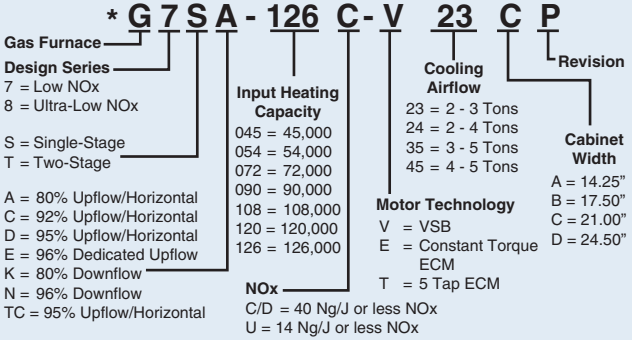 * G 7 S A - 126 C - V 23 C P
Gas Furnace
Design Series
7 = Low NOx
8 = Ultra-Low NOx
S = Single-Stage
T = Two-Stage
A = 80% Upflow/Horizontal
C = 92% Upflow/Horizontal
D = 95% Upflow/Horizontal
E = 96% Dedicated Upflow
K = 80% Downflow
N = 96% Downflow
TC = 95% Upflow/Horizontal
Input Heating
Capacity
045 = 45,000
054 = 54,000
072 = 72,000
090 = 90,000
108 = 108,000
120 = 120,000
126 = 126,000
NOx
C/D = 40 Ng/J or less NOx
U = 14 Ng/J or less NOx
Motor Technology
V = VSB
E = Constant Torque
ECM
T = 5 Tap ECM
Cooling
Airflow
23 = 2 - 3 Tons
24 = 2 - 4 Tons
35 = 3 - 5 Tons
45 = 4 - 5 Tons
Cabinet
Width
A = 14.25”
B = 17.50”
C = 21.00”
D = 24.50”
Revision